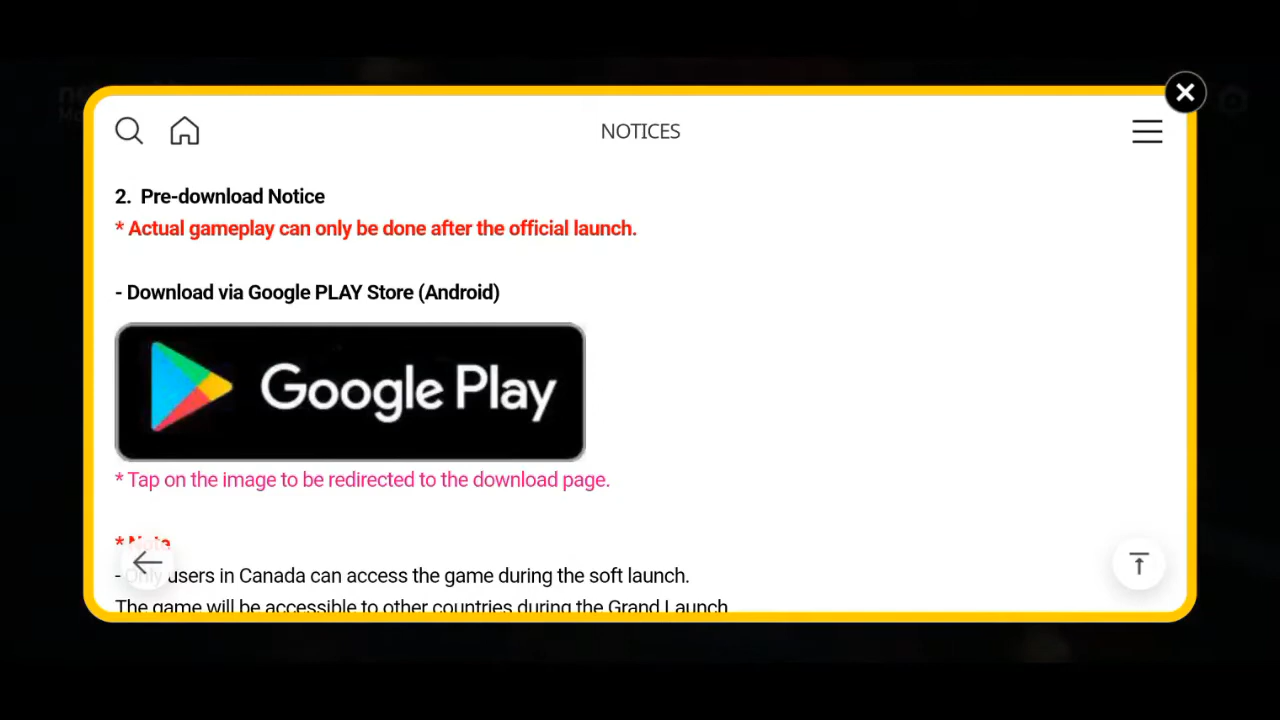 NOTICES
2. Pre-download Notice
* Actual gameplay can only be done after the official launch.
- Download via Google PLAY Store (Android)
Google Play
* Tap on the image to be redirected to the download page.
* Note
- Only users in Canada can access the game during the soft launch.
The game will be accessible to other countries during the Grand Launch